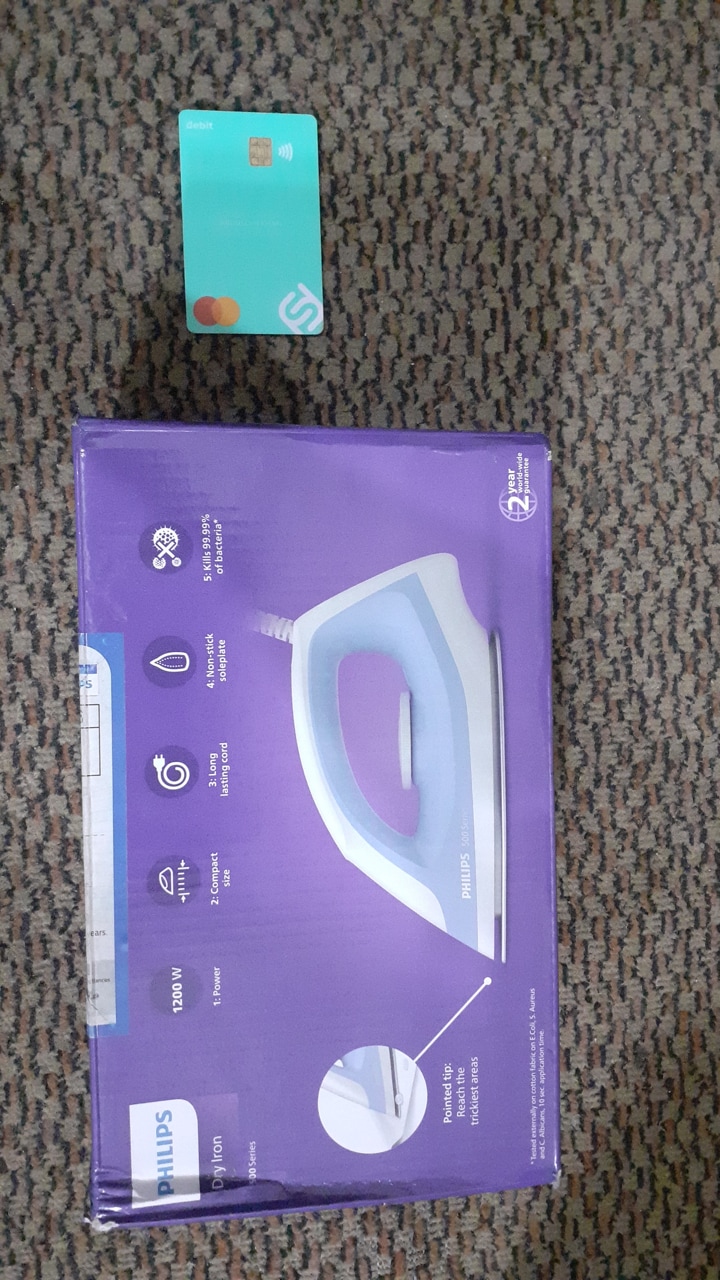 debit
PHILIPS
Dry Iron
500 Series
1200 W
1: Power
2: Compact
size
3: Long
lasting cord
4: Non-stick
soleplate
5: Kills 99.99%
of bacteria*
Pointed tip:
Reach the
trickiest areas
PHILIPS 500 Series
2 year
world-wide
guarantee
* Tested externally on cotton fabric on E.Coli, S. Aureus
and C. Albicans, 10 sec. application time
ears.